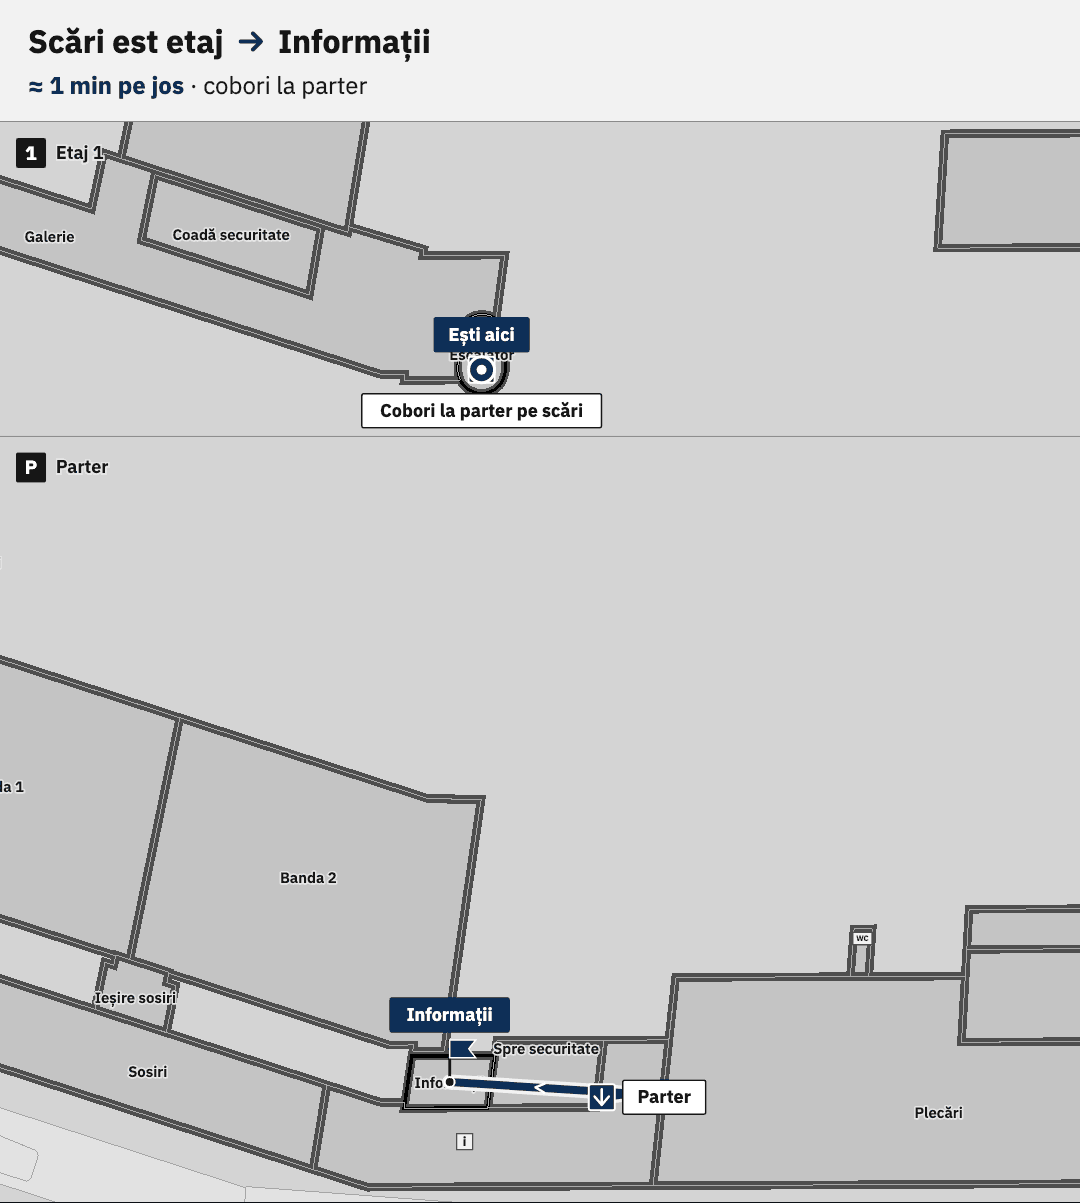 Scări est etaj → Informații
≈ 1 min pe jos · cobori la parter
1 Etaj 1
Galerie
Coadă securitate
Ești aici
Cobori la parter pe scări
P Parter
Banda 2
Ieșire sosiri
Sosiri
WC
Informații
Spre securitate
Parter
i
Plecări